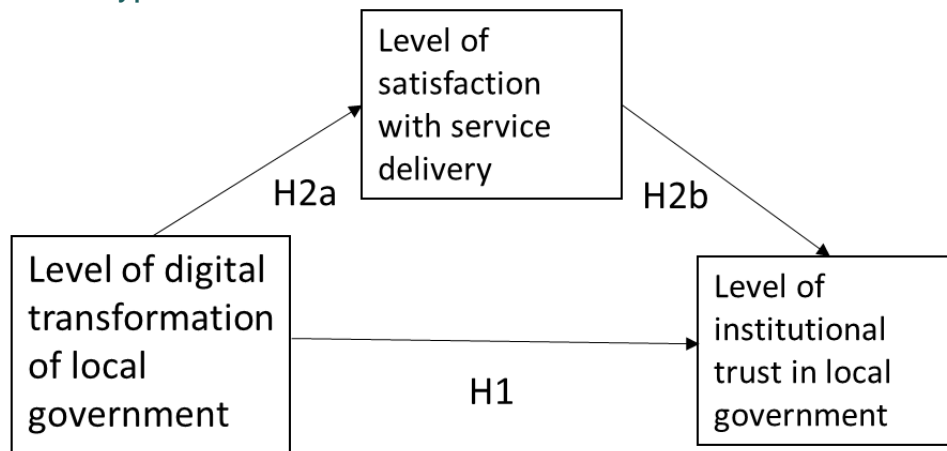 Level of
satisfaction
with service
delivery
H2a
H2b
Level of digital
transformation
of local
government
Level of
institutional
trust in local
government
H1